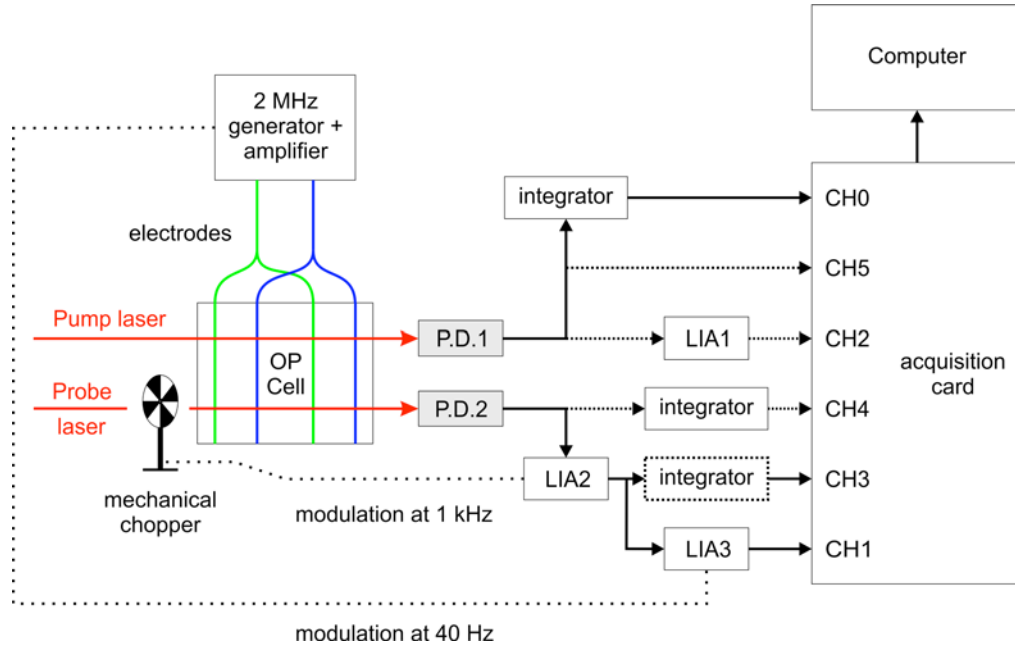 Computer
2 MHz
generator +
amplifier
integrator
CH0
electrodes
CH5
Pump laser
P.D.1
LIA1
CH2
OP
Cell
acquisition
card
Probe
laser
P.D.2
integrator
CH4
LIA2
integrator
CH3
mechanical
chopper
modulation at 1 kHz
LIA3
CH1
modulation at 40 Hz